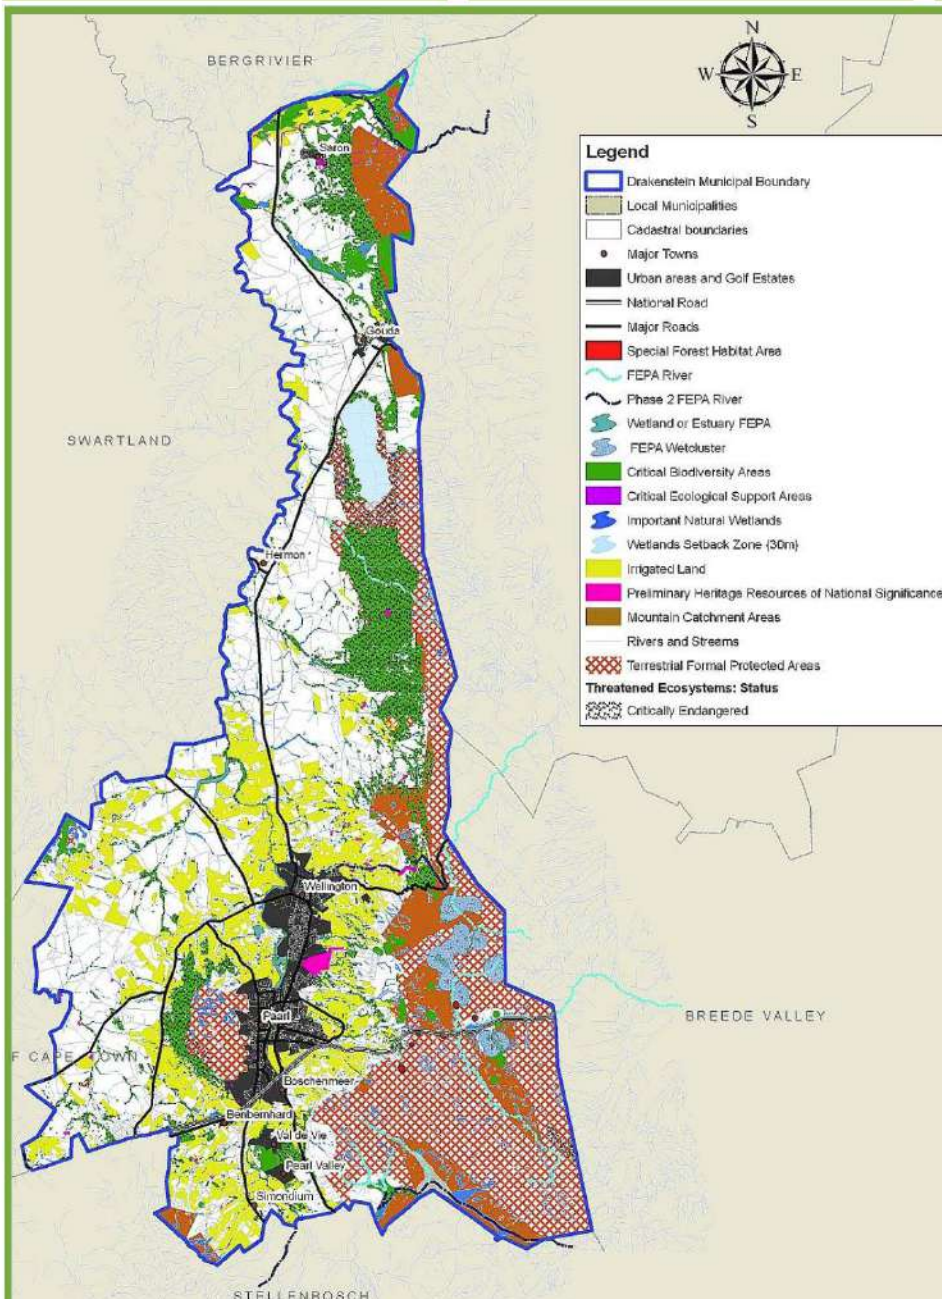 N
W E
S
BERGRIVIER
Legend
Drakenstein Municipal Boundary
Local Municipalities
Cadastral boundaries
Major Towns
Urban areas and Golf Estates
National Road
Major Roads
Special Forest Habitat Area
FEPA River
Phase 2 FEPA River
Wetland or Estuary FEPA
FEPA Wetcluster
Critical Biodiversity Areas
Critical Ecological Support Areas
Important Natural Wetlands
Wetlands Setback Zone (30m)
Irrigated Land
Preliminary Heritage Resources of National Significance
Mountain Catchment Areas
Rivers and Streams
Terrestrial Formal Protected Areas
Threatened Ecosystems: Status
Critically Endangered
Saron
Gouda
SWARTLAND
Hermon
Wellington
Paarl
BREEDE VALLEY
F CAPE TOWN
Boschenmeer
Benbernhard
Val de Vie
Pearl Valley
Simondium
STELLENBOSCH